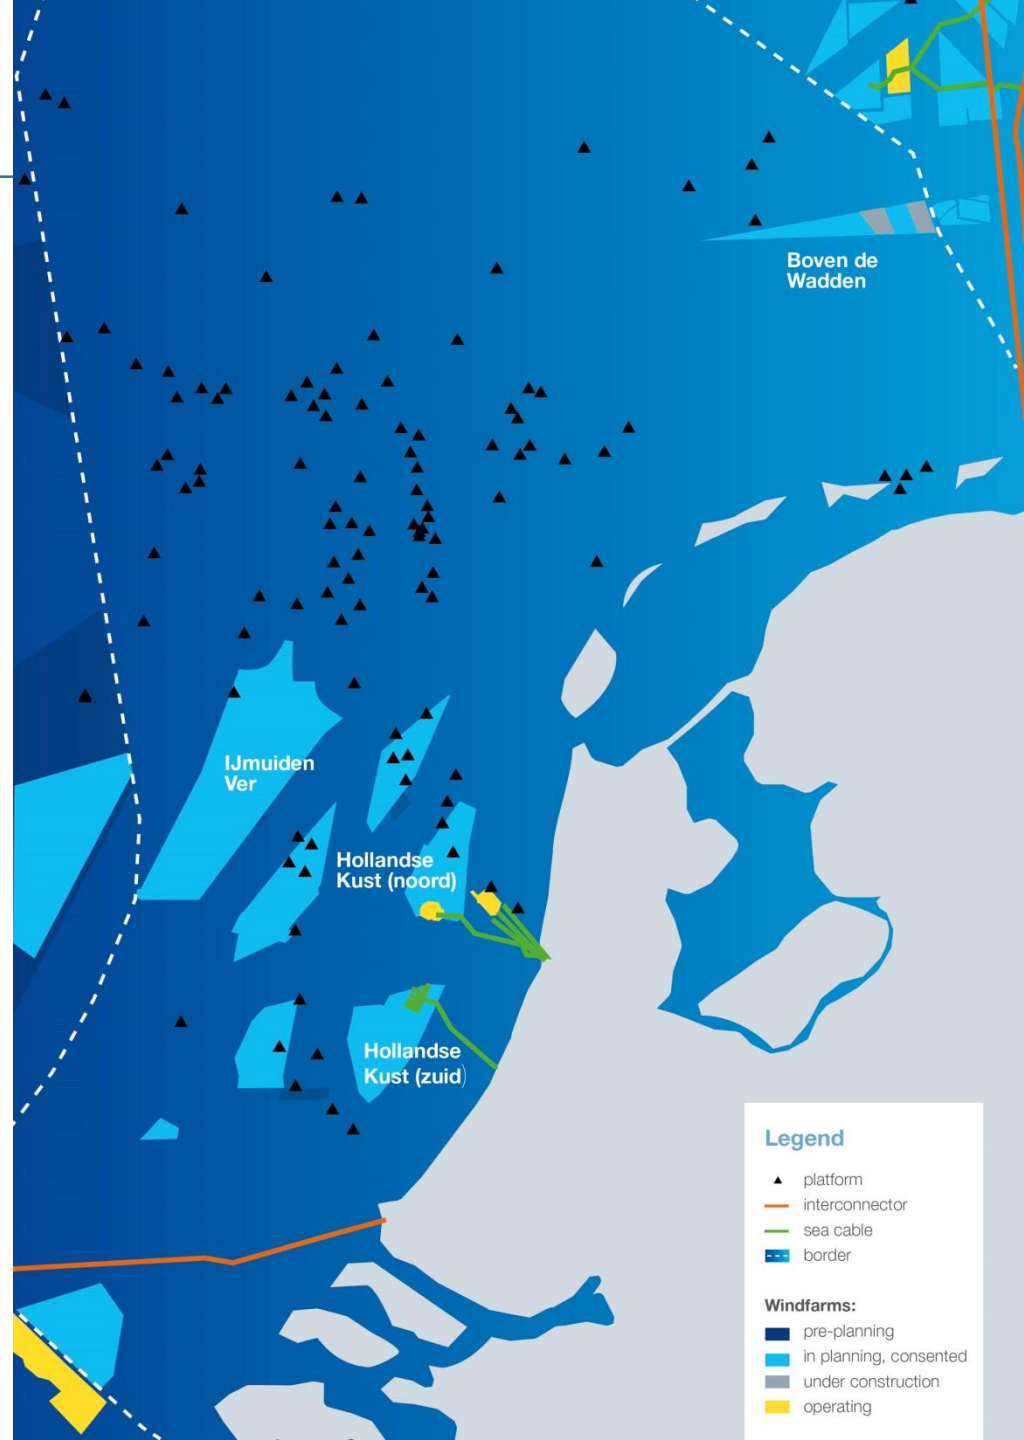 Boven de
Wadden
IJmuiden
Ver
Hollandse
Kust (noord)
Hollandse
Kust (zuid)
Legend
platform
interconnector
sea cable
border
Windfarms:
pre-planning
in planning, consented
under construction
operating